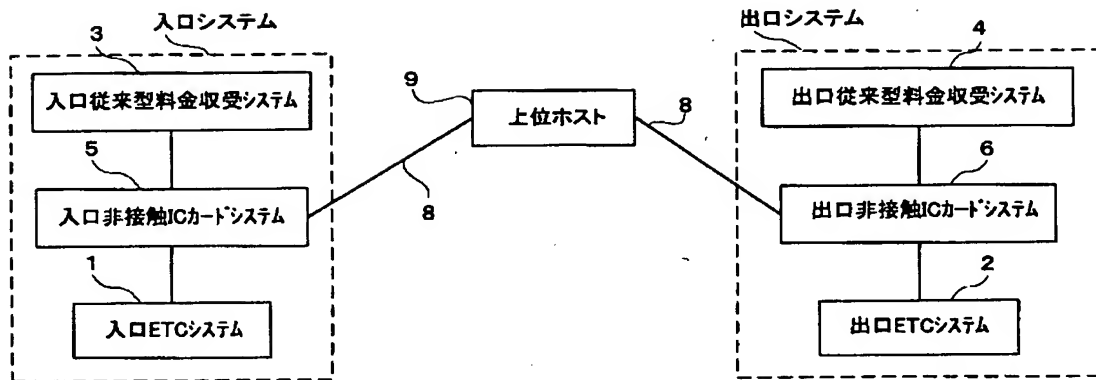 入口システム
3
入口従来型料金収受システム
5
入口非接触ICカードシステム
1
入口ETCシステム
9
上位ホスト
8
8
出口システム
4
出口従来型料金収受システム
6
出口非接触ICカードシステム
2
出口ETCシステム